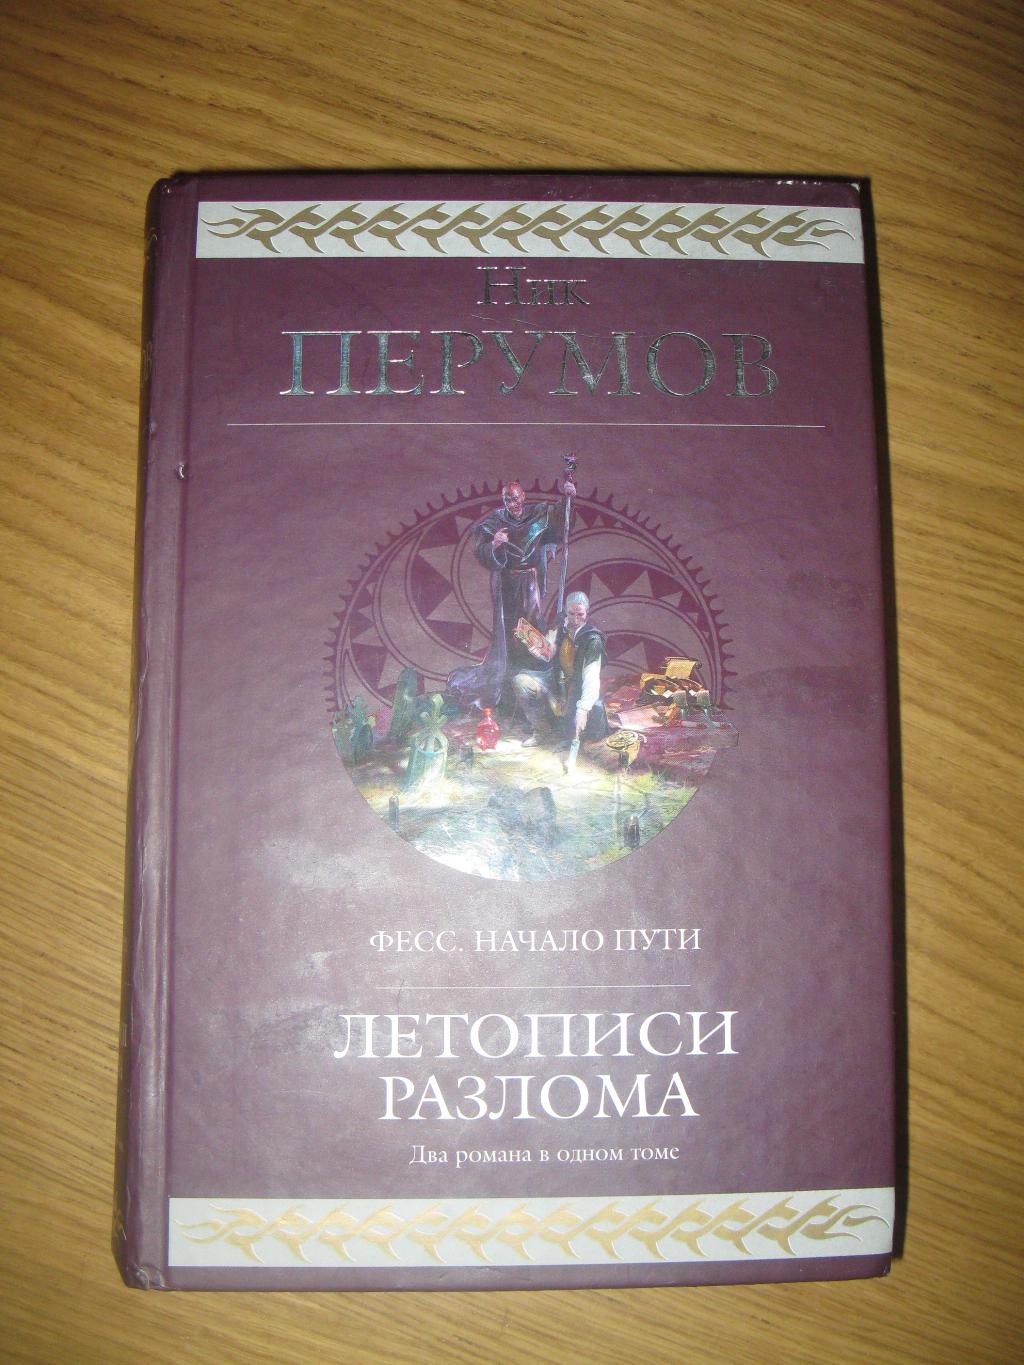 Ник
ПЕРУМОВ
ФЕСС. НАЧАЛО ПУТИ
ЛЕТОПИСИ
РАЗЛОМА
Два романа в одном томе